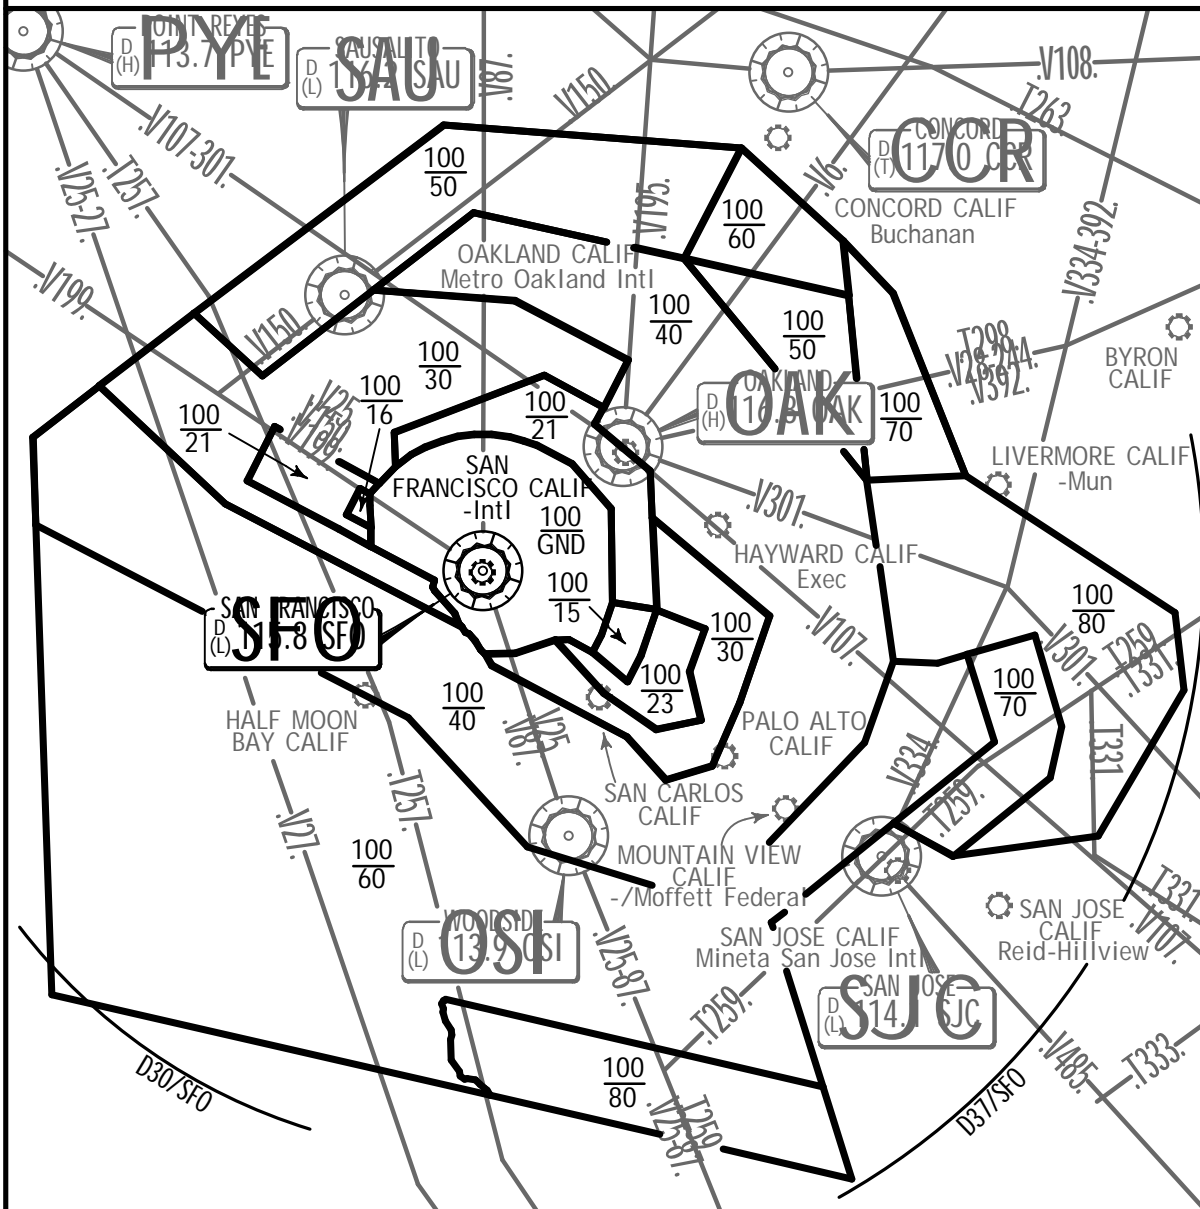 POINT REYES
D
(H)
113.7 PYE
PYE
SAUSALITO
D
(L)
116.2 SAU
SAU
.V87.
.V150.
.V108.
.T263.
CONCORD
D
(T)
117.0 CCR
CCR
.V107-301.
.V25-27.
.T257.
100
50
.V195.
.V6.
100
60
CONCORD CALIF
Buchanan
.V334-392.
OAKLAND CALIF
Metro Oakland Intl
.V199.
.V150.
100
40
100
50
100
30
.T298.
.V28-244.
.V392.
BYRON
CALIF
100
16
100
21
100
21
OAKLAND
D
(H)
116.8 OAK
OAK
100
70
SAN
FRANCISCO CALIF
-Intl
LIVERMORE CALIF
-Mun
100
GND
.V301.
HAYWARD CALIF
Exec
100
15
SAN FRANCISCO
D
(L)
115.8 SFO
SFO
100
80
100
30
.V107.
.V301.
.T259.
.T331.
100
23
100
40
100
70
HALF MOON
BAY CALIF
.V25.
.V87.
PALO ALTO
CALIF
.V334.
.T331.
.T257.
SAN CARLOS
CALIF
.T259.
.V27.
100
60
MOUNTAIN VIEW
CALIF
-/Moffett Federal
.T331.
.V107.
WOODSIDE
D
(L)
113.9 OSI
OSI
SAN JOSE CALIF
Mineta San Jose Intl
SAN JOSE
CALIF
Reid-Hillview
.V25-87.
.T259.
SAN JOSE
D
(L)
114.1 SJC
SJC
.V485.
.T333.
D30/SFO
100
80
D37/SFO
.T259.
.V25-87.